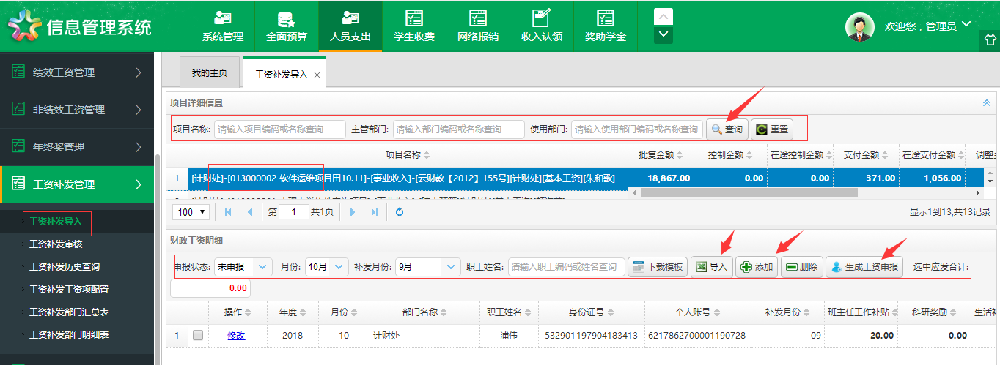 信息管理系统
系统管理 全面预算 人员支出 学生收费 网络报销 收入认领 奖助学金
欢迎您，管理员
绩效工资管理
非绩效工资管理
年终奖管理
工资补发管理
工资补发导入
工资补发审核
工资补发历史查询
工资补发工资项配置
工资补发部门汇总表
工资补发部门明细表
我的主页 工资补发导入
项目详细信息
项目名称: 请输入项目编码或名称查询 主管部门: 请输入部门编码或名称查询 使用部门: 请输入使用部门编码或名称查询 查询 重置
项目名称 批复金额 控制金额 在途控制金额 支付金额 在途支付金额 调整金
1 [计财处]-[013000002 软件运维项目田10.11]-[事业收入]-[云财教【2012】155号][计财处][基本工资][朱和歌] 18,867.00 0.00 0.00 371.00 1,056.00
100 第 1 共1页 显示1到13,共13记录
财政工资明细
申报状态: 未申报 月份: 10月 补发月份: 9月 职工姓名: 请输入职工编码或姓名查询 下载模板 导入 添加 删除 生成工资申报 选中应发合计:
0.00
操作 年度 月份 部门名称 职工姓名 身份证号 个人账号 补发月份 班主任工作补贴 科研奖励 生活补
1 修改 2018 10 计财处 浦伟 532901197904183413 6217862700001190728 09 20.00 0.00